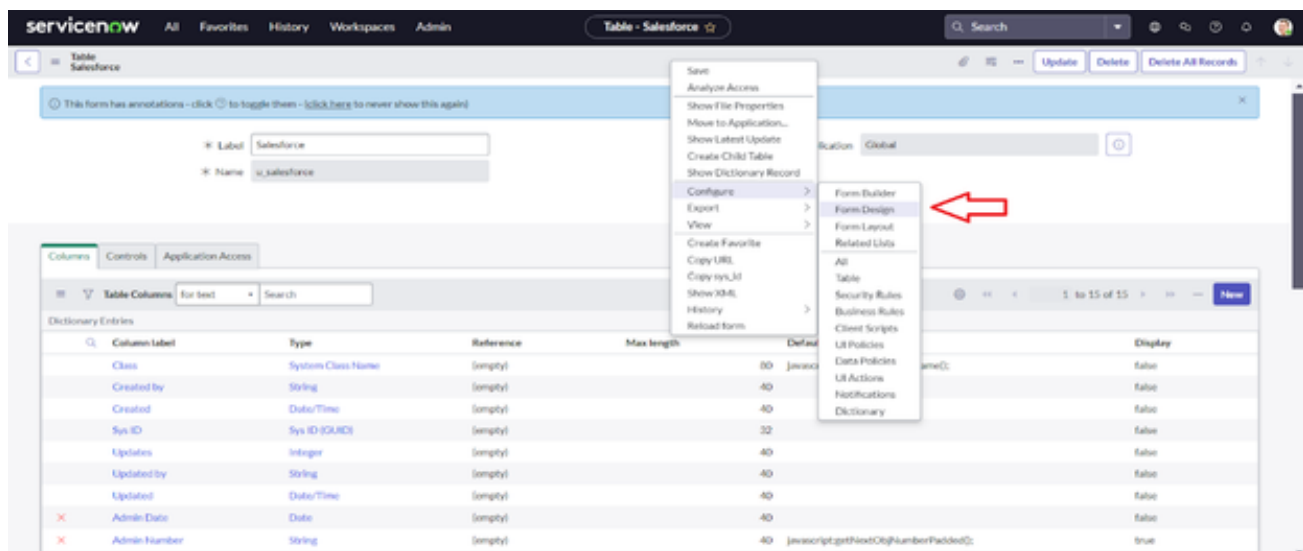 servicenow All Favorites History Workspaces Admin Table - Salesforce Search
Table
Salesforce
Update Delete Delete All Records
This form has annotations - click to toggle them - (click here to never show this again)
Label Salesforce
Name u_salesforce
Global
Save
Analyze Access
Show File Properties
Move to Application...
Show Latest Update
Create Child Table
Show Dictionary Record
Configure
Export
View
Create Favorite
Copy URL
Copy sys_id
Show XML
History
Reload form
Form Builder
Form Design
Form Layout
Related Lists
All
Table
Security Rules
Business Rules
Client Scripts
UI Policies
Data Policies
UI Actions
Notifications
Dictionary
Columns Controls Application Access
Table Columns for text Search 1 to 15 of 15 New
Dictionary Entries
Column label Type Reference Max length Display
Class System Class Name (empty) 80 false
Created by String (empty) 40 false
Created Date/Time (empty) 40 false
Sys ID Sys ID (GUID) (empty) 32 false
Updates Integer (empty) 40 false
Updated by String (empty) 40 false
Updated Date/Time (empty) 40 false
Admin Date Date (empty) 40 false
Admin Number String (empty) 40 javascript:getNextObjNumberPadded(); true